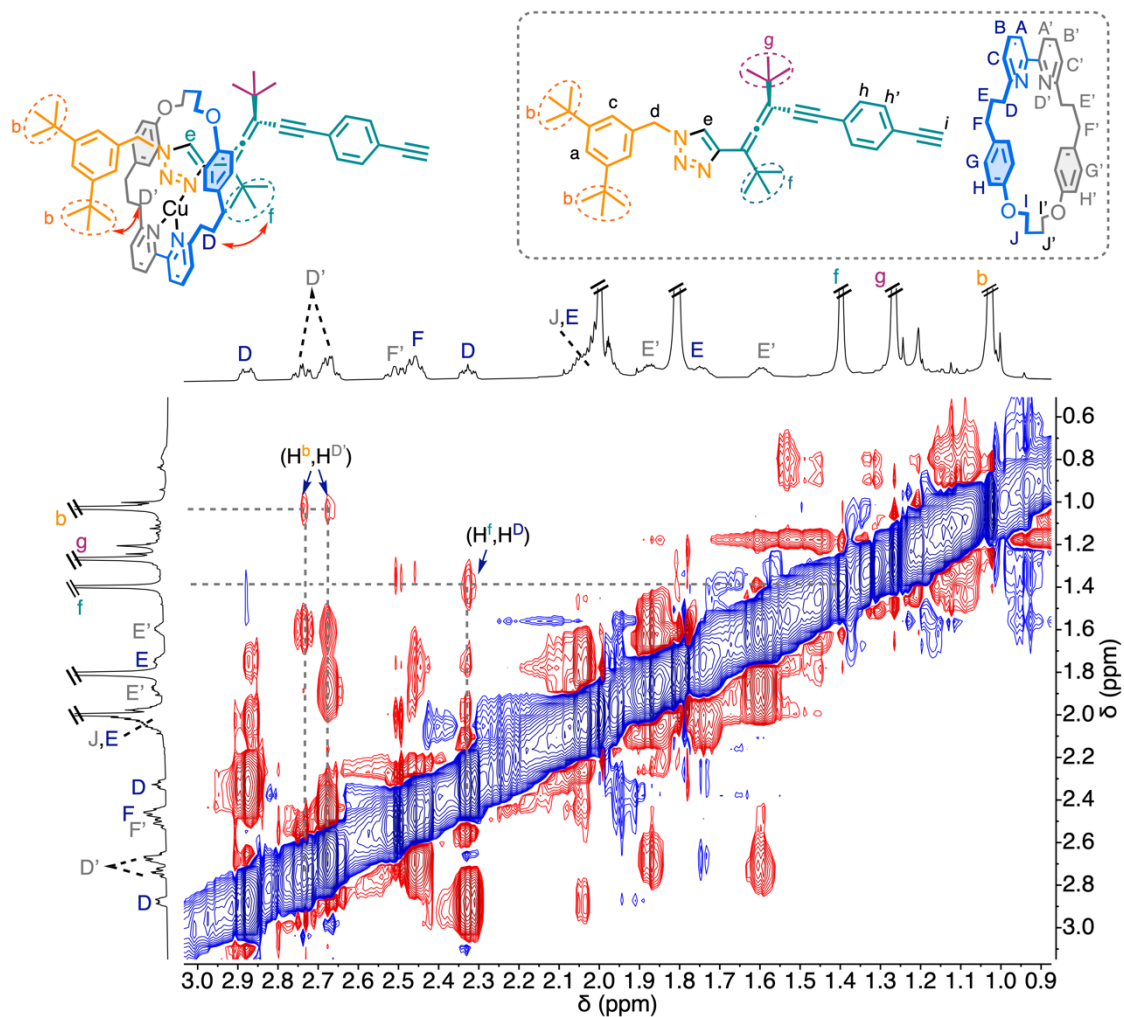 g
b
e
N
N
N
O
O
D'
b
Cu
N
N
D
f
g
c
d
e
h
h'
i
a
N
N
N
b
b
f
B
A
A'
B'
C
C'
N
N
E
D
D'
E'
F
F'
G
G'
H
H'
O
O
I
I'
J
J'
D'
D
F'
F
D
J,E
E'
E
E'
f
g
b
(H^b,H^D')
(H^f,H^D)
b
g
f
E'
E
E'
J,E
D
F
F'
D'
D
0.6
0.8
1.0
1.2
1.4
1.6
1.8
2.0
2.2
2.4
2.6
2.8
3.0
δ (ppm)
3.0 2.9 2.8 2.7 2.6 2.5 2.4 2.3 2.2 2.1 2.0 1.9 1.8 1.7 1.6 1.5 1.4 1.3 1.2 1.1 1.0 0.9
δ (ppm)